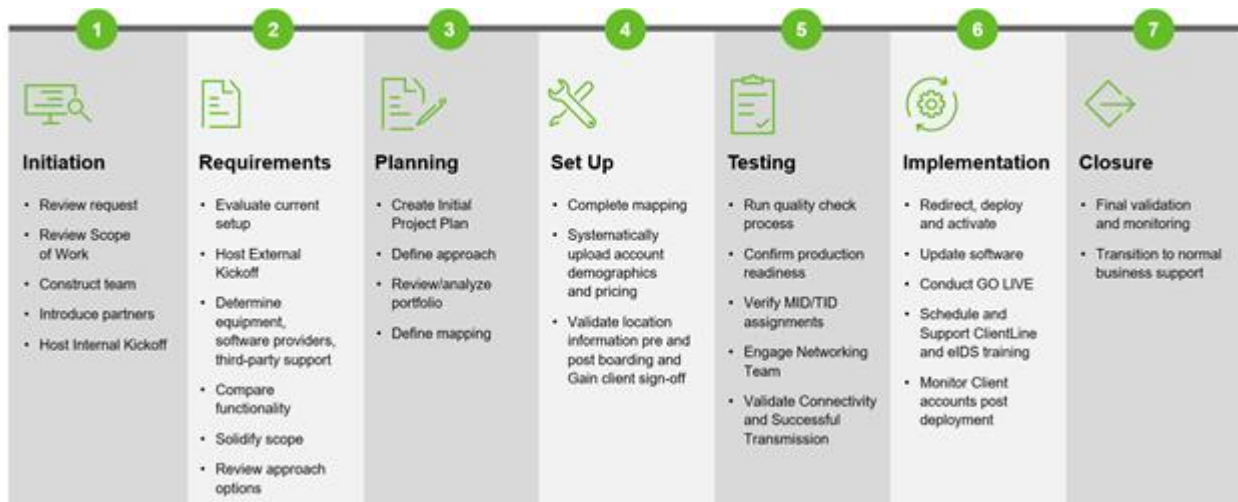 1
2
3
4
5
6
7
Initiation
• Review request
• Review Scope
of Work
• Construct team
• Introduce partners
• Host Internal Kickoff
Requirements
• Evaluate current
setup
• Host External
Kickoff
• Determine
equipment,
software providers,
third-party support
• Compare
functionality
• Solidify scope
• Review approach
options
Planning
• Create Initial
Project Plan
• Define approach
• Review/analyze
portfolio
• Define mapping
Set Up
• Complete mapping
• Systematically
upload account
demographics
and pricing
• Validate location
information pre and
post boarding and
Gain client sign-off
Testing
• Run quality check
process
• Confirm production
readiness
• Verify MID/TID
assignments
• Engage Networking
Team
• Validate Connectivity
and Successful
Transmission
Implementation
• Redirect, deploy
and activate
• Update software
• Conduct GO LIVE
• Schedule and
Support ClientLine
and eIDS training
• Monitor Client
accounts post
deployment
Closure
• Final validation
and monitoring
• Transition to normal
business support